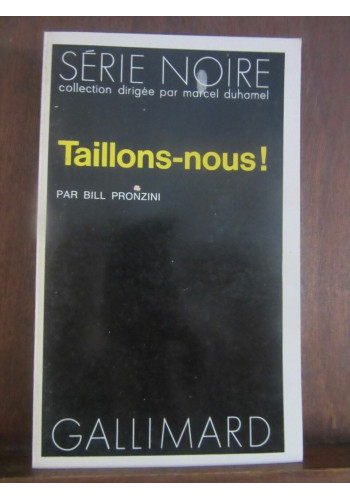 SÉRIE NOIRE
collection dirigée par marcel duhamel
Taillons-nous!
PAR BILL PRONZINI
GALLIMARD